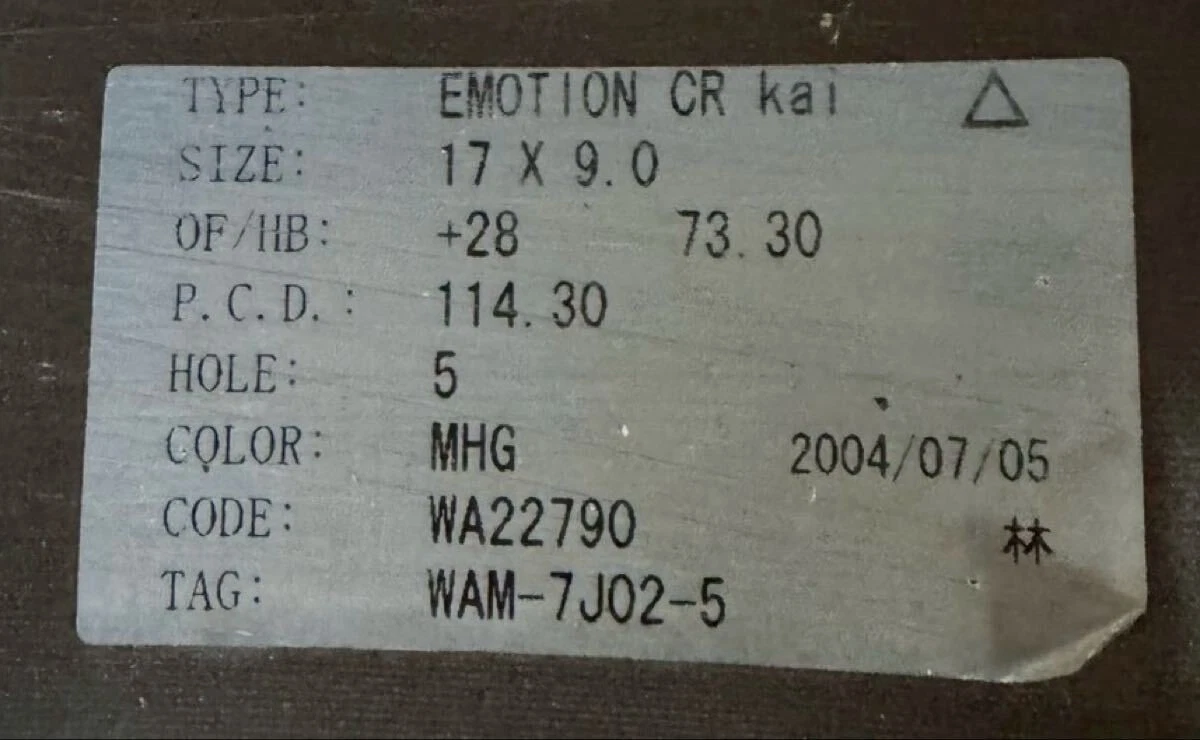 TYPE: EMOTION CR kai △
SIZE: 17 X 9.0
OF/HB: +28 73.30
P.C.D.: 114.30
HOLE: 5
COLOR: MHG 2004/07/05
CODE: WA22790 林
TAG: WAM-7J02-5